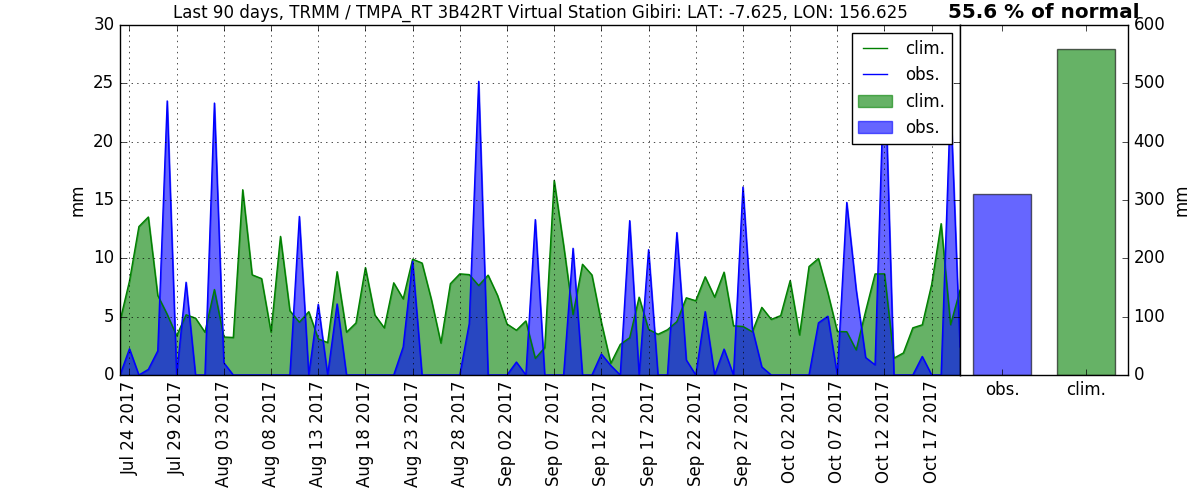 Last 90 days, TRMM / TMPA_RT 3B42RT Virtual Station Gibiri: LAT: -7.625, LON: 156.625
55.6 % of normal
30
25
20
15
10
5
0
mm
clim.
obs.
clim.
obs.
600
500
400
300
200
100
0
mm
Jul 24 2017
Jul 29 2017
Aug 03 2017
Aug 08 2017
Aug 13 2017
Aug 18 2017
Aug 23 2017
Aug 28 2017
Sep 02 2017
Sep 07 2017
Sep 12 2017
Sep 17 2017
Sep 22 2017
Sep 27 2017
Oct 02 2017
Oct 07 2017
Oct 12 2017
Oct 17 2017
obs.
clim.